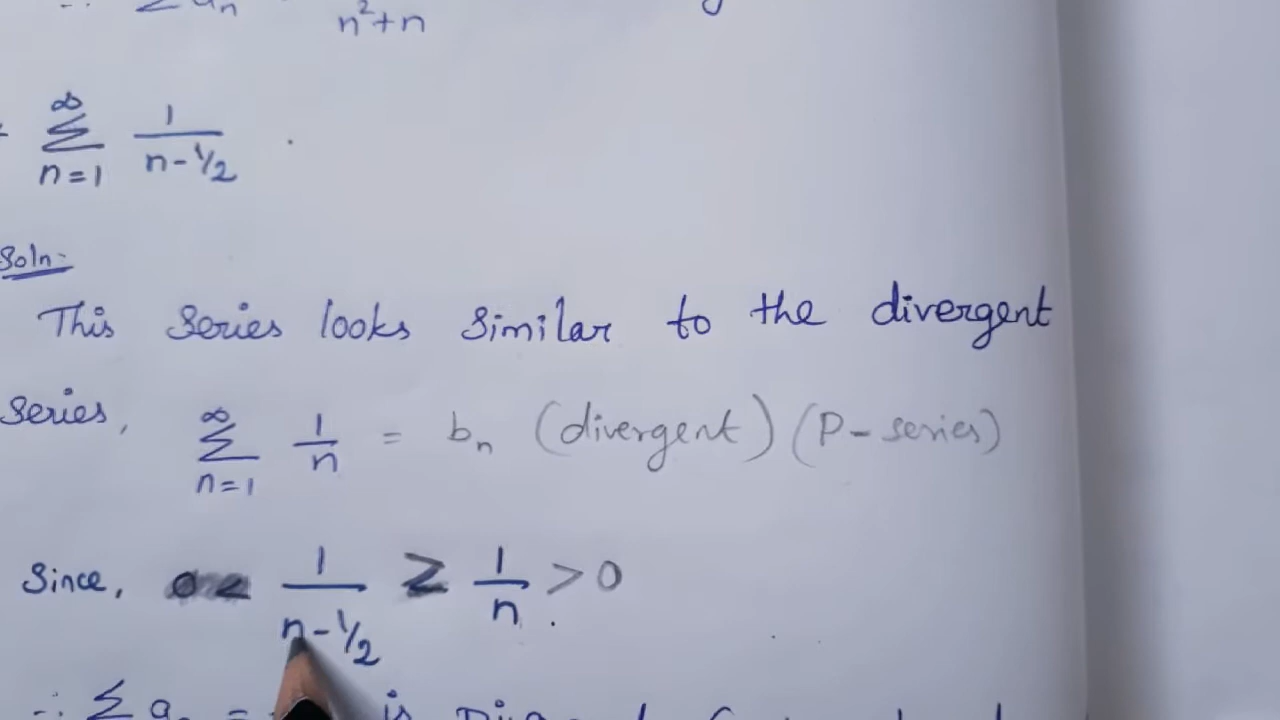 n²+n
∞ Σ n=1 1/(n-1/2)
Soln:-
This series looks similar to the divergent
series, ∞ Σ n=1 1/n = bn (divergent) (P-series)
Since, 1/(n-1/2) ≥ 1/n > 0.
∴ Σ a = is